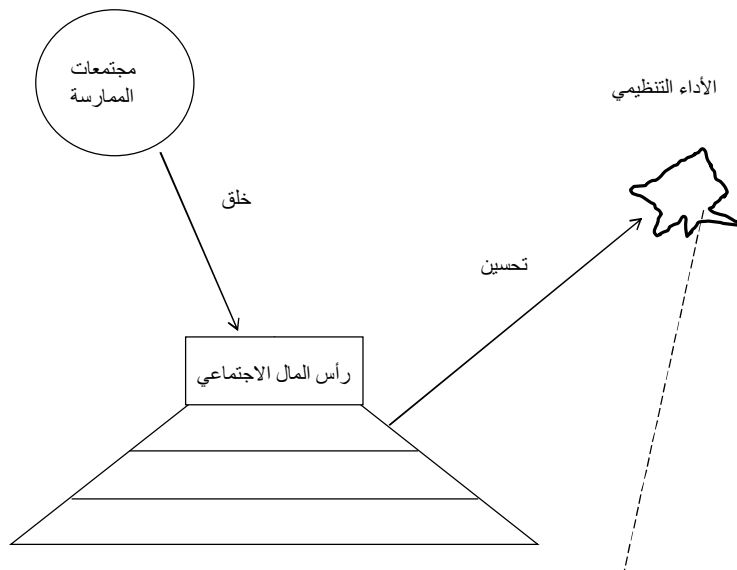 مجتمعات
الممارسة
الأداء التنظيمي
خلق
تحسين
رأس المال الاجتماعي